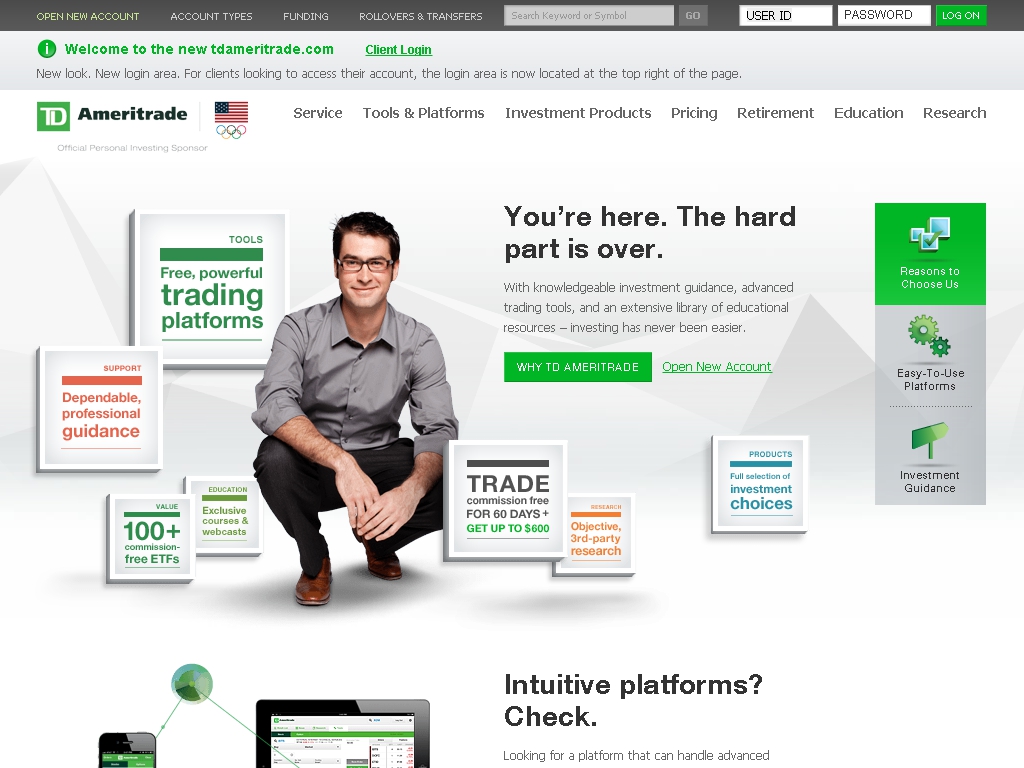 OPEN NEW ACCOUNT
ACCOUNT TYPES
FUNDING
ROLLOVERS & TRANSFERS
Search Keyword or Symbol
GO
USER ID
PASSWORD
LOG ON
Welcome to the new tdameritrade.com
Client Login
New look. New login area. For clients looking to access their account, the login area is now located at the top right of the page.
TD Ameritrade
Official Personal Investing Sponsor
Service
Tools & Platforms
Investment Products
Pricing
Retirement
Education
Research
TOOLS
Free, powerful
trading
platforms
SUPPORT
Dependable,
professional
guidance
VALUE
100+
commission-
free ETFs
EDUCATION
Exclusive
courses &
webcasts
TRADE
commission free
FOR 60 DAYS +
GET UP TO $600
RESEARCH
Objective,
3rd-party
research
PRODUCTS
Full selection of
investment
choices
You're here. The hard
part is over.
With knowledgeable investment guidance, advanced
trading tools, and an extensive library of educational
resources – investing has never been easier.
WHY TD AMERITRADE
Open New Account
Reasons to
Choose Us
Easy-To-Use
Platforms
Investment
Guidance
Intuitive platforms?
Check.
Looking for a platform that can handle advanced
TD Ameritrade
Ameritrade